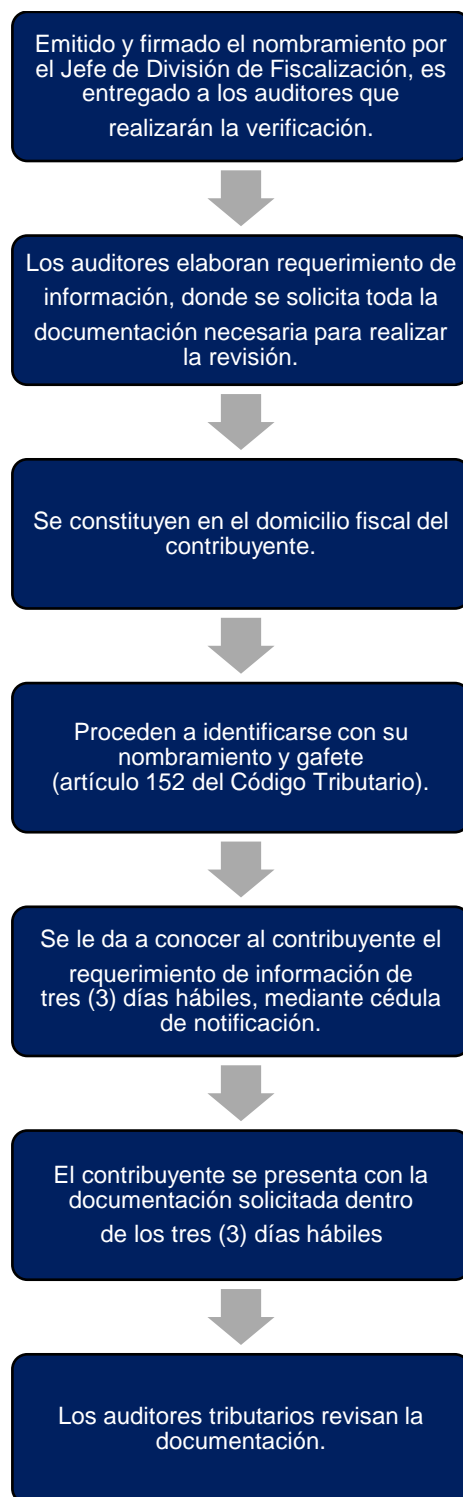 Emitido y firmado el nombramiento por
el Jefe de División de Fiscalización, es
entregado a los auditores que
realizarán la verificación.
Los auditores elaboran requerimiento de
información, donde se solicita toda la
documentación necesaria para realizar
la revisión.
Se constituyen en el domicilio fiscal del
contribuyente.
Proceden a identificarse con su
nombramiento y gafete
(artículo 152 del Código Tributario).
Se le da a conocer al contribuyente el
requerimiento de información de
tres (3) días hábiles, mediante cédula
de notificación.
El contribuyente se presenta con la
documentación solicitada dentro
de los tres (3) días hábiles
Los auditores tributarios revisan la
documentación.